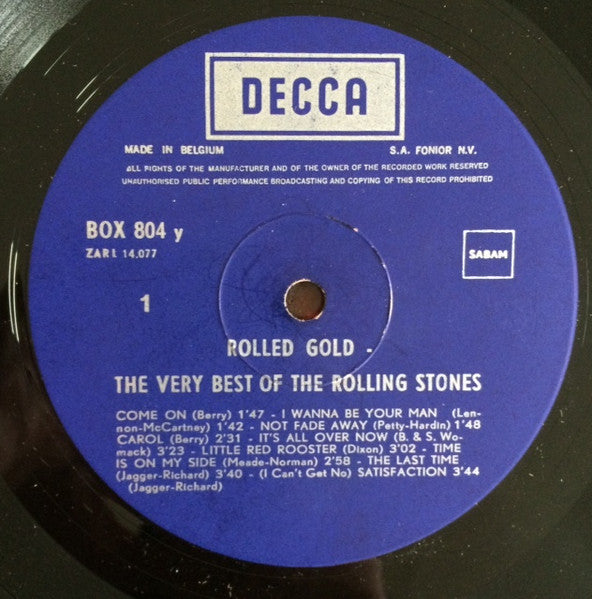 DECCA
MADE IN BELGIUM
S.A. FONIOR N.V.
ALL RIGHTS OF THE MANUFACTURER AND OF THE OWNER OF THE RECORDED WORK RESERVED
UNAUTHORISED PUBLIC PERFORMANCE BROADCASTING AND COPYING OF THIS RECORD PROHIBITED
BOX 804 y
ZARL 14.077
SABAM
1
ROLLED GOLD -
THE VERY BEST OF THE ROLLING STONES
COME ON (Berry) 1'47 - I WANNA BE YOUR MAN (Len-
non-McCartney) 1'42 - NOT FADE AWAY (Petty-Hardin) 1'48
CAROL (Berry) 2'31 - IT'S ALL OVER NOW (B. & S. Wo-
mack) 3'23 - LITTLE RED ROOSTER (Dixon) 3'02 - TIME
IS ON MY SIDE (Meade-Norman) 2'58 - THE LAST TIME
(Jagger-Richard) 3'40 - (I Can't Get No) SATISFACTION 3'44
(Jagger-Richard)